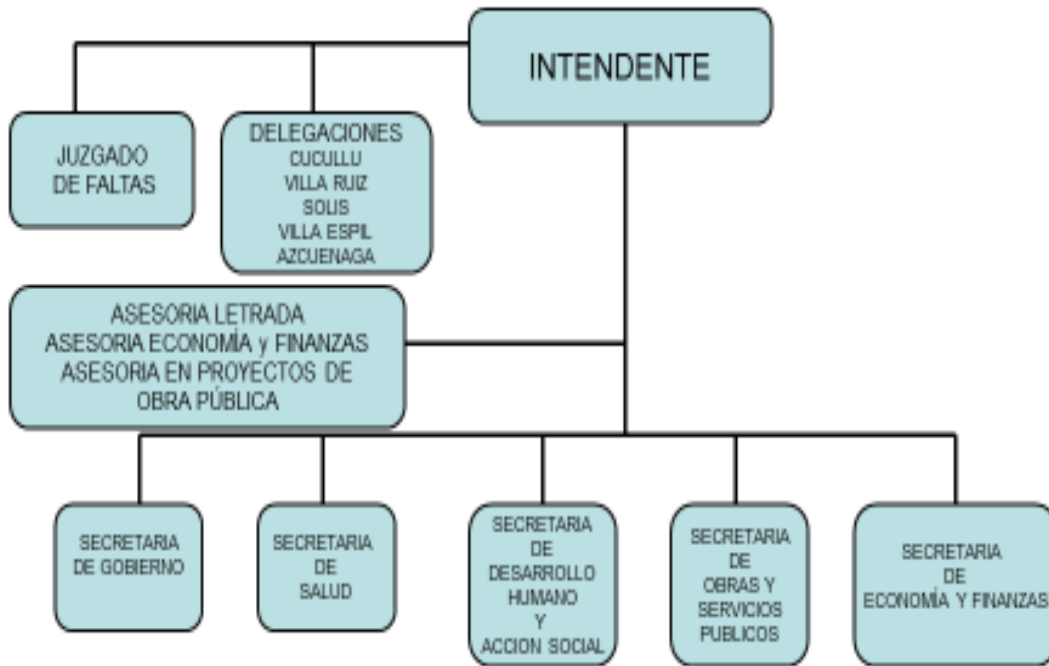 INTENDENTE
JUZGADO
DE FALTAS
DELEGACIONES
CUCULLU
VILLA RUIZ
SOLIS
VILLA ESPIL
AZCUENAGA
ASESORIA LETRADA
ASESORIA ECONOMÍA y FINANZAS
ASESORIA EN PROYECTOS DE
OBRA PÚBLICA
SECRETARIA
DE GOBIERNO
SECRETARIA
DE
SALUD
SECRETARIA
DE
DESARROLLO
HUMANO
Y
ACCION SOCIAL
SECRETARIA
DE
OBRAS Y
SERVICIOS
PUBLICOS
SECRETARIA
DE
ECONOMÍA Y FINANZAS